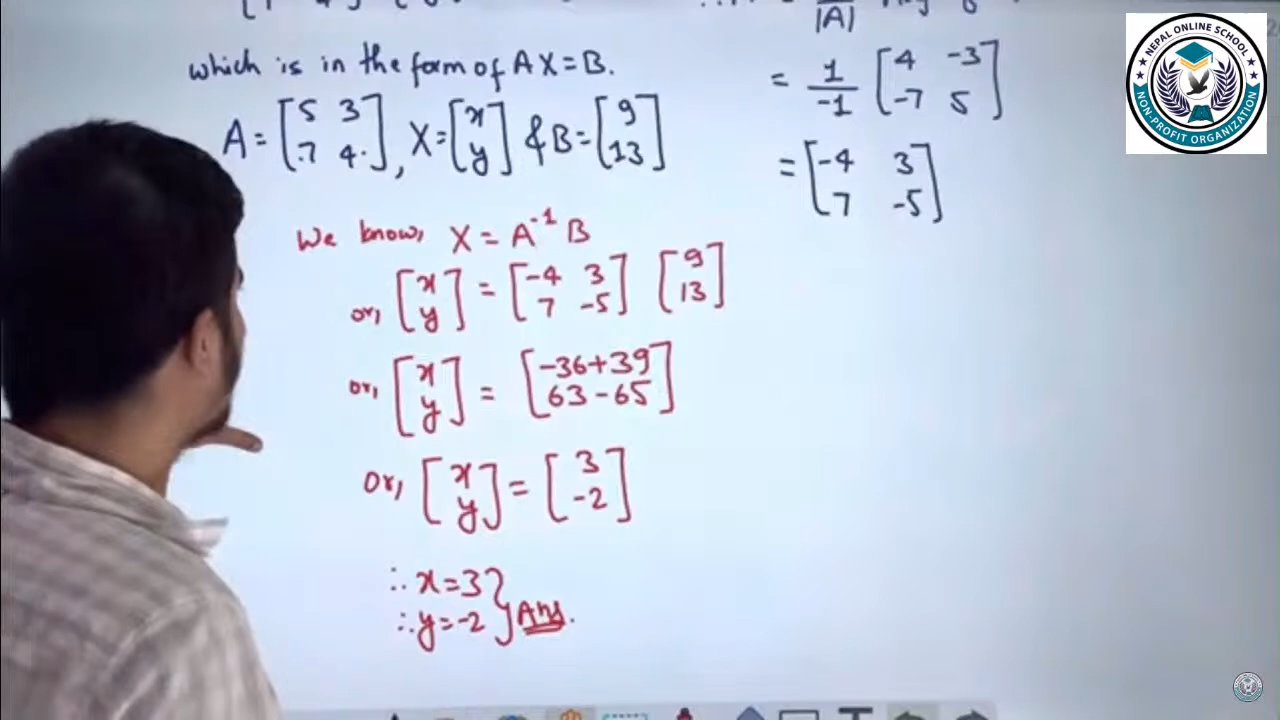 |A|
which is in the form of AX=B.
A = [5 3
7 4], X = [x
y] & B = [9
13]
We know, X = A⁻¹ B
or, [x
y] = [-4 3
7 -5] [9
13]
or, [x
y] = [-36+39
63-65]
or, [x
y] = [3
-2]
∴ x=3
∴ y=-2 } Ans.
= 1/-1 [4 -3
-7 5]
= [-4 3
7 -5]
NEPAL ONLINE SCHOOL
NON-PROFIT ORGANIZATION